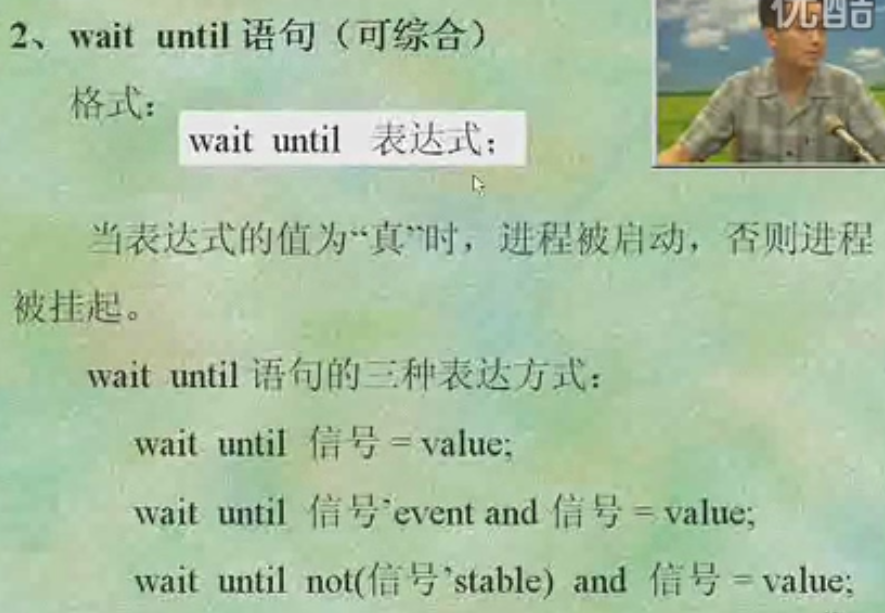 优酷
2、wait until 语句（可综合）
格式：
wait until 表达式；
当表达式的值为“真”时，进程被启动，否则进程
被挂起。
wait until 语句的三种表达方式：
wait until 信号 = value;
wait until 信号’event and 信号 = value;
wait until not(信号’stable) and 信号 = value;